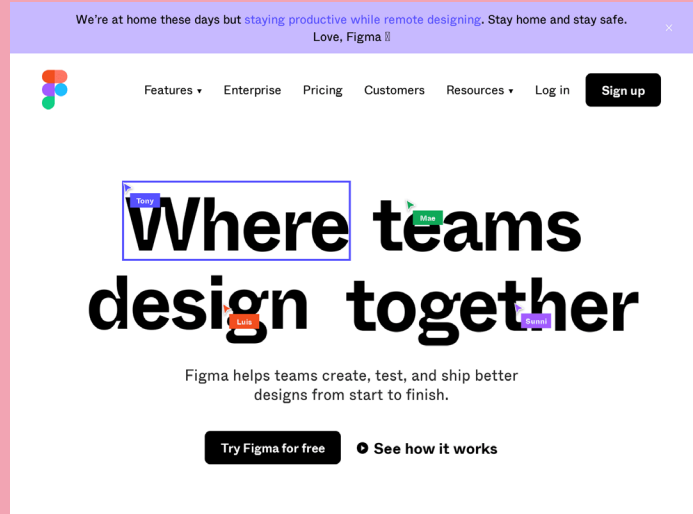 We're at home these days but staying productive while remote designing. Stay home and stay safe.
Love, Figma
Features ▾ Enterprise Pricing Customers Resources ▾ Log in Sign up
Tony
Where teams
Mae
design together
Luis
Sunni
Figma helps teams create, test, and ship better
designs from start to finish.
Try Figma for free See how it works